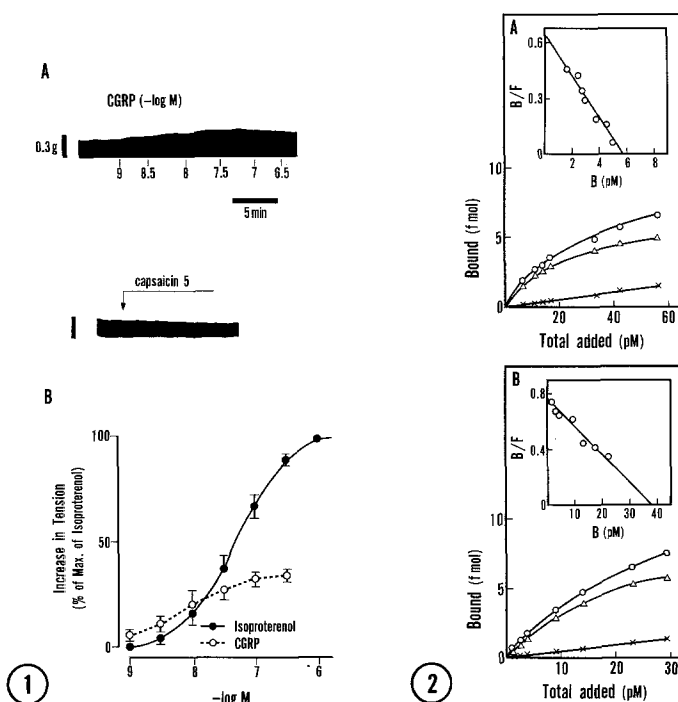 A
CGRP (−log M)
0.3g
9 8.5 8 7.5 7 6.5
5min
capsaicin 5
B
Increase in Tension
(% of Max. of Isoproterenol)
100
50
0
Isoproterenol
CGRP
9 8 7 6
−log M
1
A
B/F
0.6
0.3
0
2 4 6 8
B (pM)
Bound (fmol)
10
5
0
20 40 60
Total added (pM)
B
B/F
0.8
0.4
0
10 20 30 40
B (pM)
Bound (fmol)
10
5
0
10 20 30
Total added (pM)
2